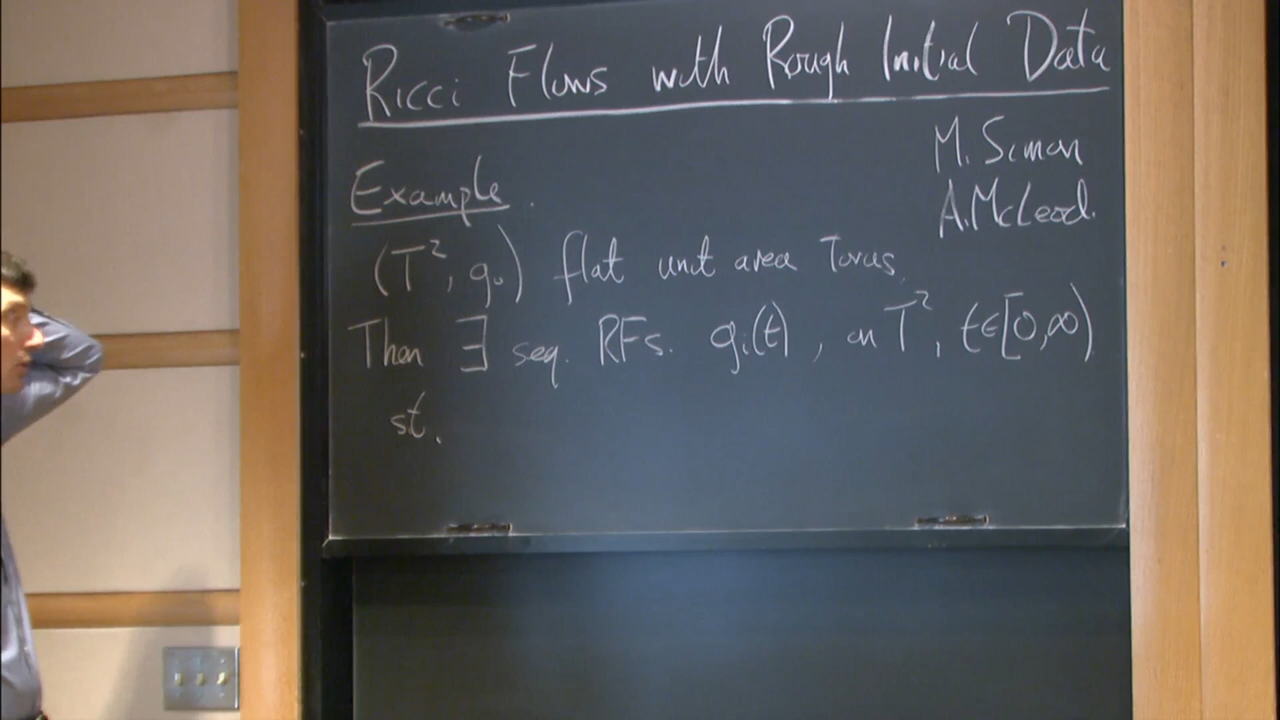 Ricci Flows with Rough Initial Data
M. Simon
A. McLeod.
Example.
(T², g₀) flat unit area Torus,
Then ∃ seq. RFs. gᵢ(t), on T², t∈[0,∞)
st.